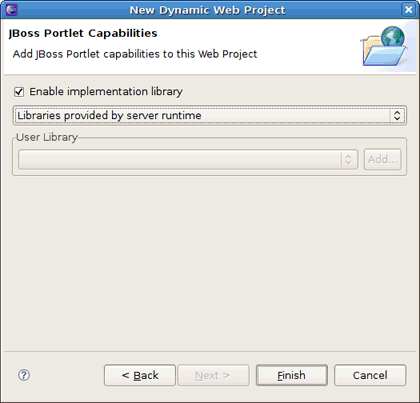 New Dynamic Web Project
JBoss Portlet Capabilities
Add JBoss Portlet capabilities to this Web Project
Enable implementation library
Libraries provided by server runtime
User Library
Add...
< Back Next > Finish Cancel